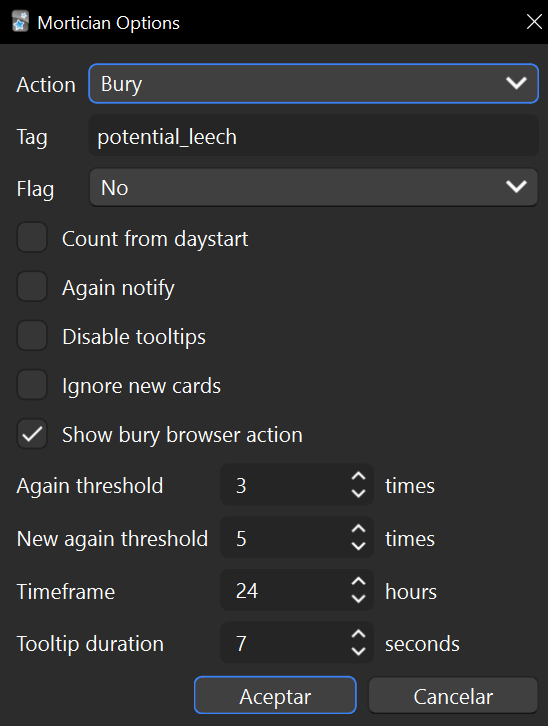 Mortician Options
Action Bury
Tag potential_leech
Flag No
Count from daystart
Again notify
Disable tooltips
Ignore new cards
Show bury browser action
Again threshold 3 times
New again threshold 5 times
Timeframe 24 hours
Tooltip duration 7 seconds
Aceptar Cancelar